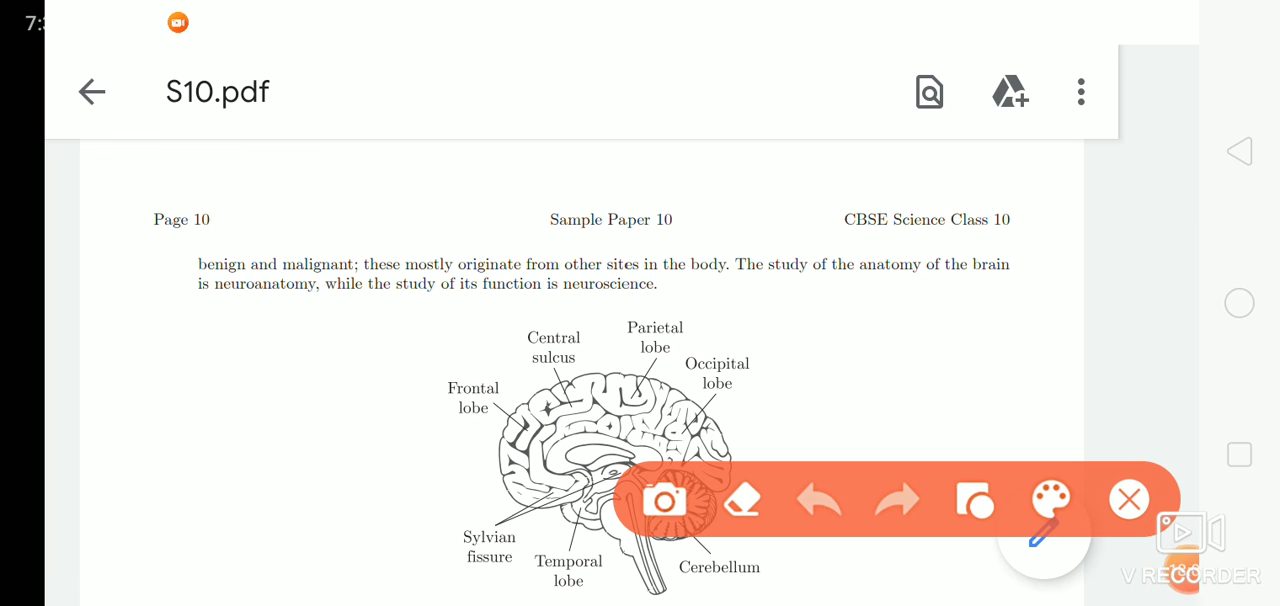 7:3
S10.pdf
Page 10
Sample Paper 10
CBSE Science Class 10
benign and malignant; these mostly originate from other sites in the body. The study of the anatomy of the brain
is neuroanatomy, while the study of its function is neuroscience.
Parietal
lobe
Central
sulcus
Occipital
lobe
Frontal
lobe
Sylvian
fissure
Temporal
lobe
Cerebellum
V RECORDER